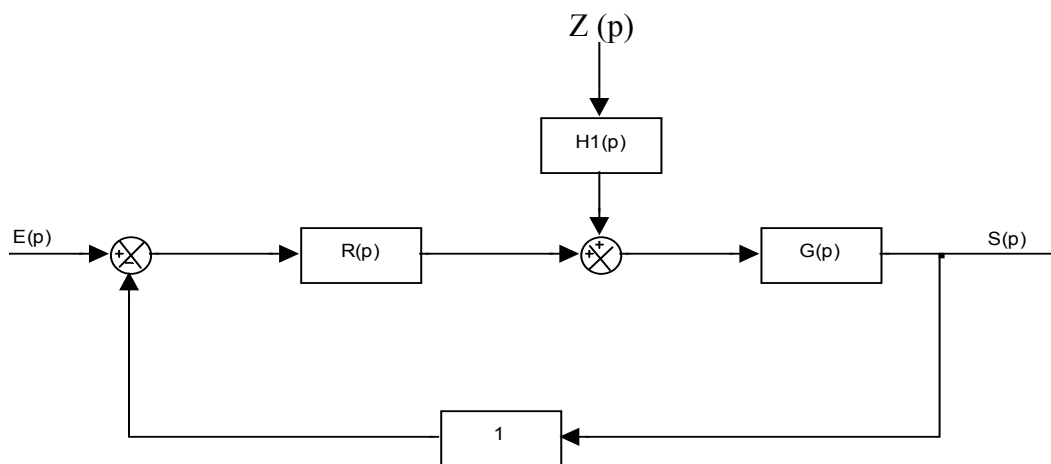 Z (p)
H1(p)
E(p)
+
−
R(p)
+
+
G(p)
S(p)
1